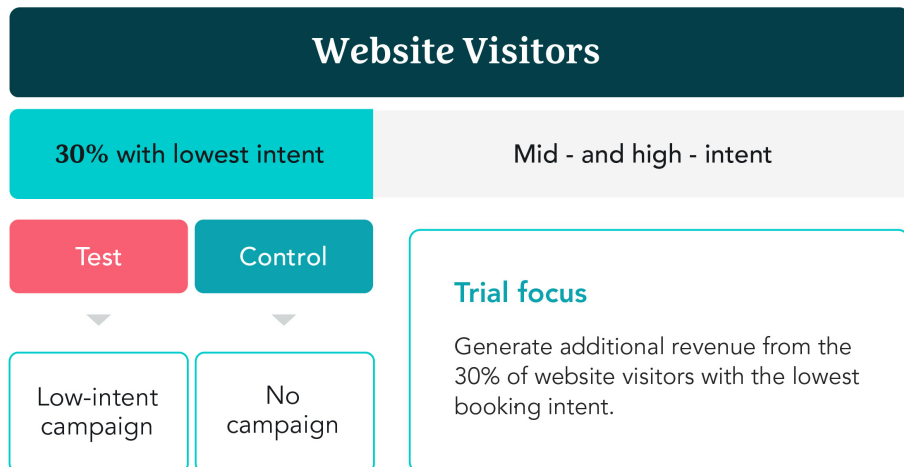 Website Visitors
30% with lowest intent
Mid - and high - intent
Test
Control
Low-intent
campaign
No
campaign
Trial focus
Generate additional revenue from the
30% of website visitors with the lowest
booking intent.